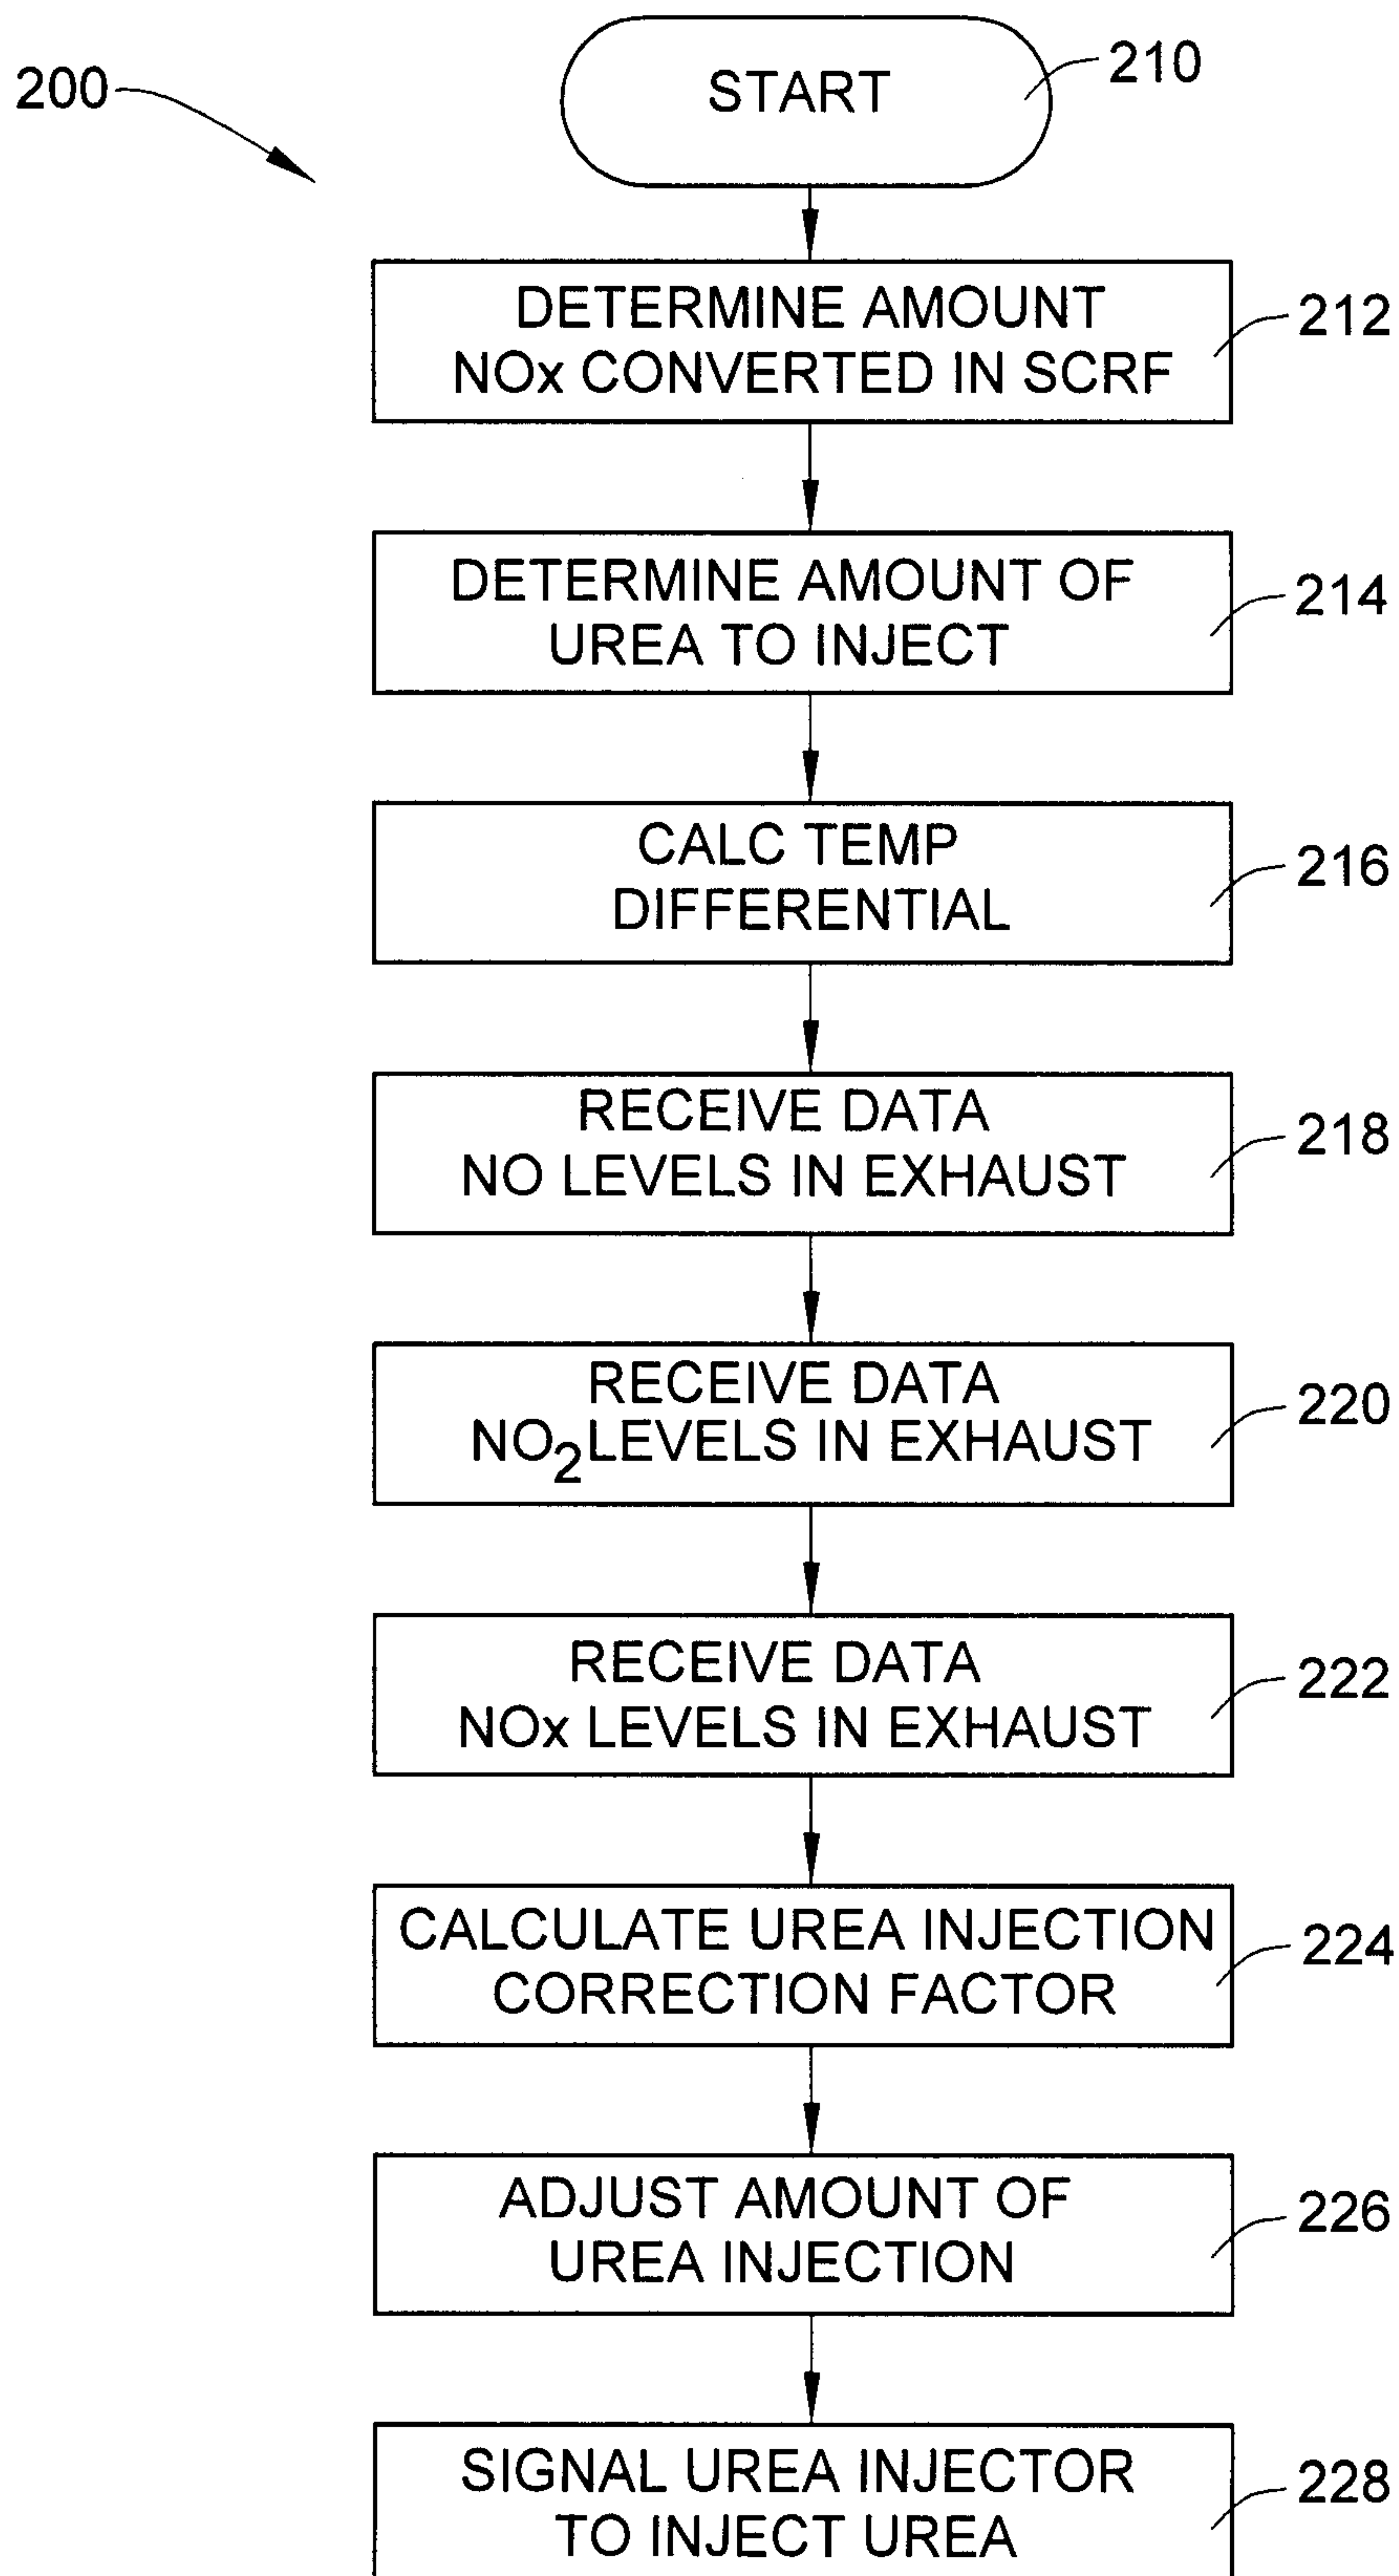 200
START
210
DETERMINE AMOUNT
NOx CONVERTED IN SCRF
212
DETERMINE AMOUNT OF
UREA TO INJECT
214
CALC TEMP
DIFFERENTIAL
216
RECEIVE DATA
NO LEVELS IN EXHAUST
218
RECEIVE DATA
NO2 LEVELS IN EXHAUST
220
RECEIVE DATA
NOx LEVELS IN EXHAUST
222
CALCULATE UREA INJECTION
CORRECTION FACTOR
224
ADJUST AMOUNT OF
UREA INJECTION
226
SIGNAL UREA INJECTOR
TO INJECT UREA
228